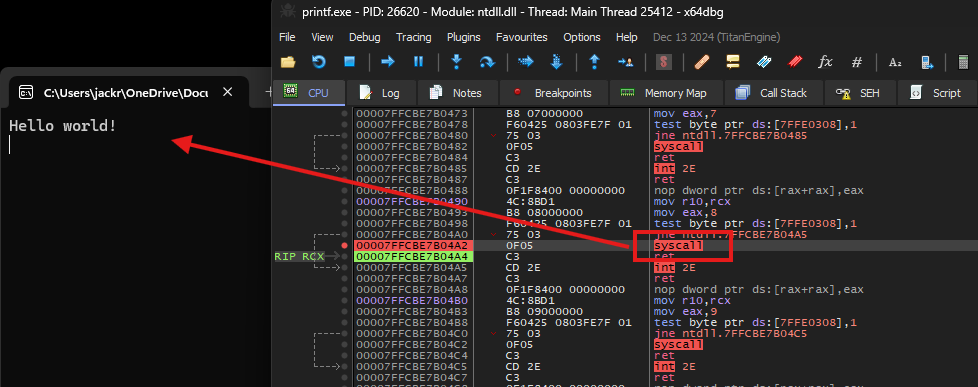 printf.exe - PID: 26620 - Module: ntdll.dll - Thread: Main Thread 25412 - x64dbg
File View Debug Tracing Plugins Favourites Options Help Dec 13 2024 (TitanEngine)
C:\Users\jackr\OneDrive\Docu
CPU Log Notes Breakpoints Memory Map Call Stack SEH Script
Hello world!
00007FFCBE7B0473 B8 07000000 mov eax,7
00007FFCBE7B0478 F60425 0803FE7F 01 test byte ptr ds:[7FFE0308],1
00007FFCBE7B0480 75 03 jne ntdll.7FFCBE7B0485
00007FFCBE7B0482 0F05 syscall
00007FFCBE7B0484 C3 ret
00007FFCBE7B0485 CD 2E int 2E
00007FFCBE7B0487 C3 ret
00007FFCBE7B0488 0F1F8400 00000000 nop dword ptr ds:[rax+rax],eax
00007FFCBE7B0490 4C:8BD1 mov r10,rcx
00007FFCBE7B0493 B8 08000000 mov eax,8
00007FFCBE7B0498 F60425 0803FE7F 01 test byte ptr ds:[7FFE0308],1
00007FFCBE7B04A0 75 03 jne ntdll.7FFCBE7B04A5
00007FFCBE7B04A2 0F05 syscall
RIP RCX 00007FFCBE7B04A4 C3 ret
00007FFCBE7B04A5 CD 2E int 2E
00007FFCBE7B04A7 C3 ret
00007FFCBE7B04A8 0F1F8400 00000000 nop dword ptr ds:[rax+rax],eax
00007FFCBE7B04B0 4C:8BD1 mov r10,rcx
00007FFCBE7B04B3 B8 09000000 mov eax,9
00007FFCBE7B04B8 F60425 0803FE7F 01 test byte ptr ds:[7FFE0308],1
00007FFCBE7B04C0 75 03 jne ntdll.7FFCBE7B04C5
00007FFCBE7B04C2 0F05 syscall
00007FFCBE7B04C4 C3 ret
00007FFCBE7B04C5 CD 2E int 2E
00007FFCBE7B04C7 C3 ret